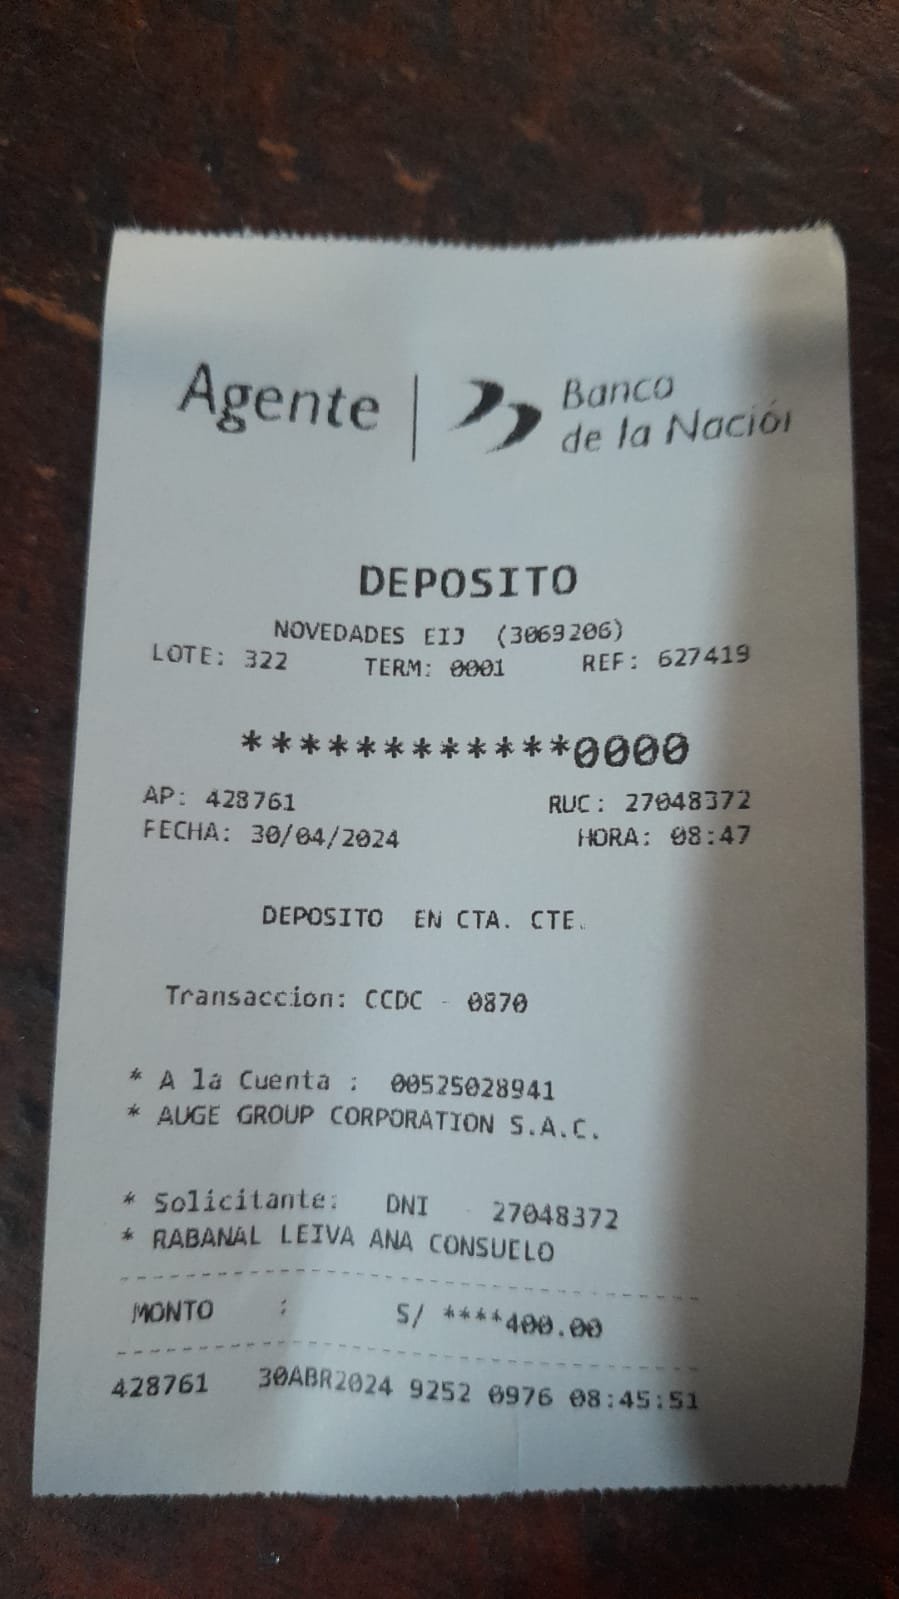 Agente | Banco
de la Nación
DEPOSITO
NOVEDADES EIJ (3069206)
LOTE: 322 TERM: 0001 REF: 627419
************0000
AP: 428761 RUC: 27048372
FECHA: 30/04/2024 HORA: 08:47
DEPOSITO EN CTA. CTE.
Transaccion: CCDC - 0870
* A la Cuenta : 00525028941
* AUGE GROUP CORPORATION S.A.C.
* Solicitante: DNI - 27048372
* RABANAL LEIVA ANA CONSUELO
MONTO : S/ ****400.00
428761 30ABR2024 9252 0976 08:45:51